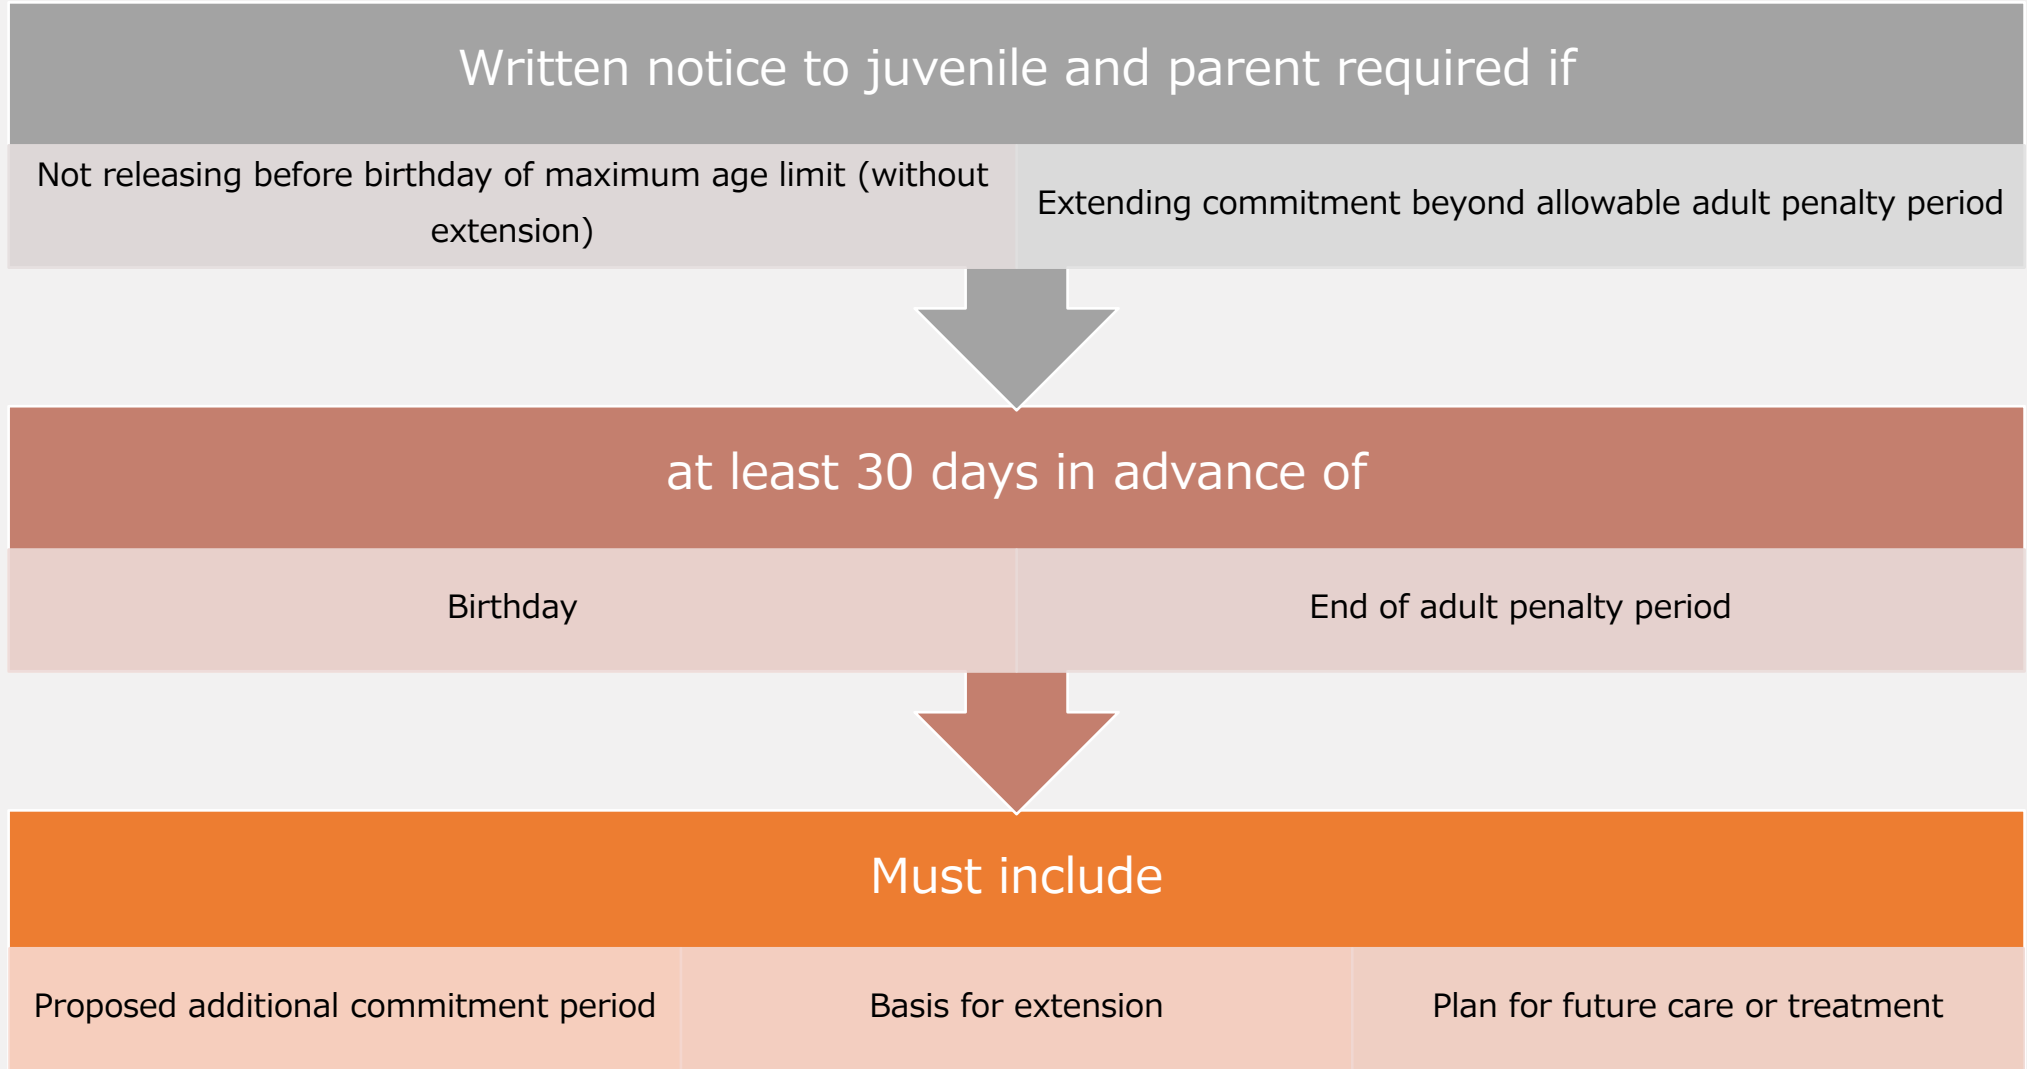 Written notice to juvenile and parent required if
Not releasing before birthday of maximum age limit (without
extension)
Extending commitment beyond allowable adult penalty period
at least 30 days in advance of
Birthday
End of adult penalty period
Must include
Proposed additional commitment period
Basis for extension
Plan for future care or treatment